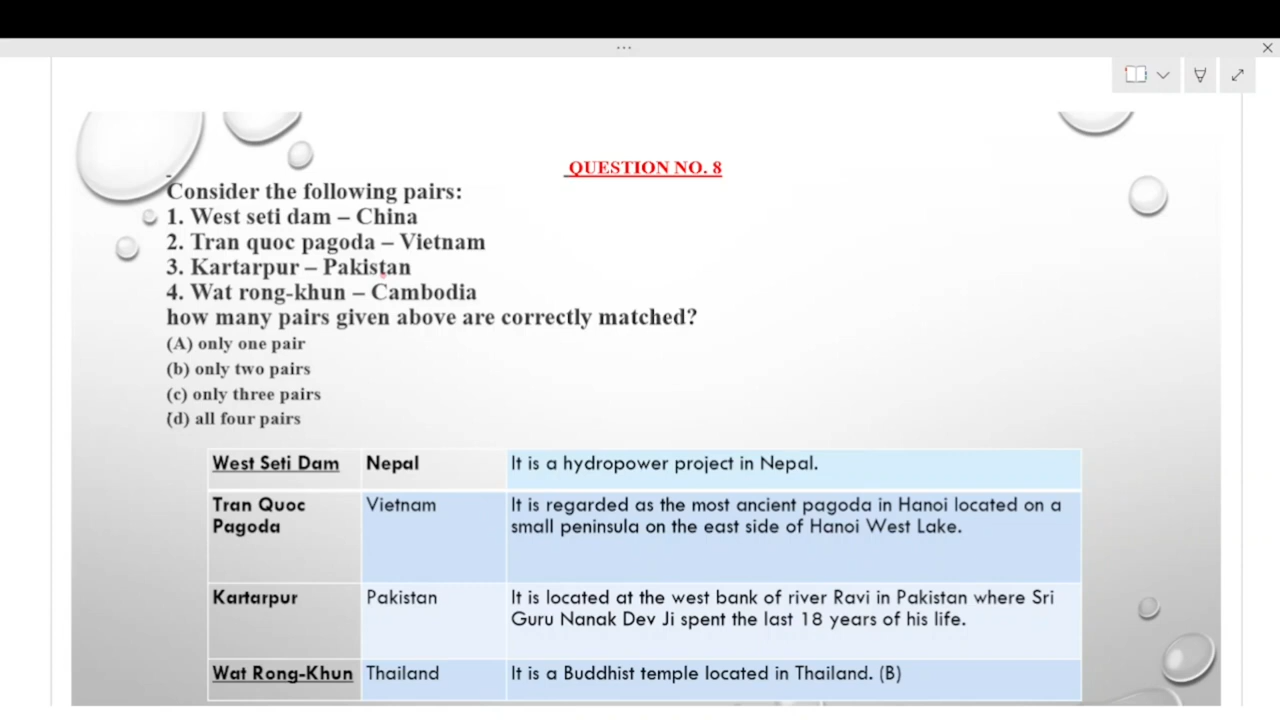 QUESTION NO. 8
Consider the following pairs:
1. West seti dam – China
2. Tran quoc pagoda – Vietnam
3. Kartarpur – Pakistan
4. Wat rong-khun – Cambodia
how many pairs given above are correctly matched?
(A) only one pair
(b) only two pairs
(c) only three pairs
(d) all four pairs
West Seti Dam Nepal It is a hydropower project in Nepal.
Tran Quoc Vietnam It is regarded as the most ancient pagoda in Hanoi located on a
Pagoda small peninsula on the east side of Hanoi West Lake.
Kartarpur Pakistan It is located at the west bank of river Ravi in Pakistan where Sri
Guru Nanak Dev Ji spent the last 18 years of his life.
Wat Rong-Khun Thailand It is a Buddhist temple located in Thailand. (B)